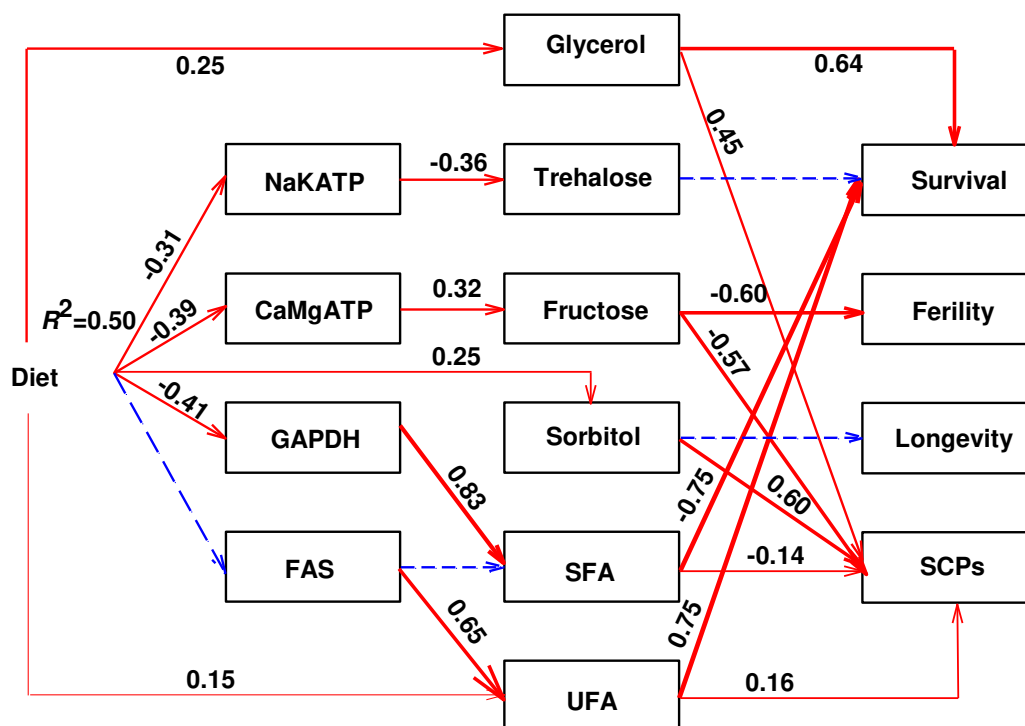 Glycerol
0.25
0.64
0.45
NaKATP
-0.36
Trehalose
Survival
-0.31
R²=0.50
-0.39
CaMgATP
0.32
Fructose
-0.60
Ferility
-0.57
0.25
Diet
-0.41
GAPDH
Sorbitol
Longevity
0.83
-0.75
0.60
FAS
SFA
-0.14
SCPs
0.65
0.75
0.15
UFA
0.16